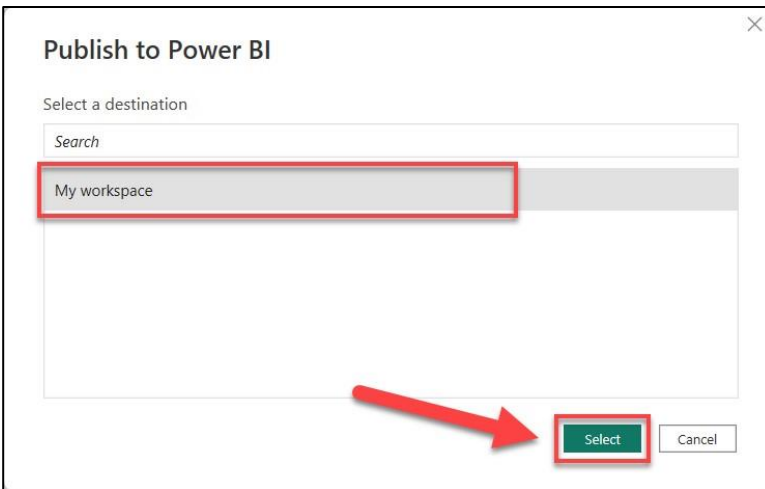 Publish to Power BI
Select a destination
Search
My workspace
Select
Cancel